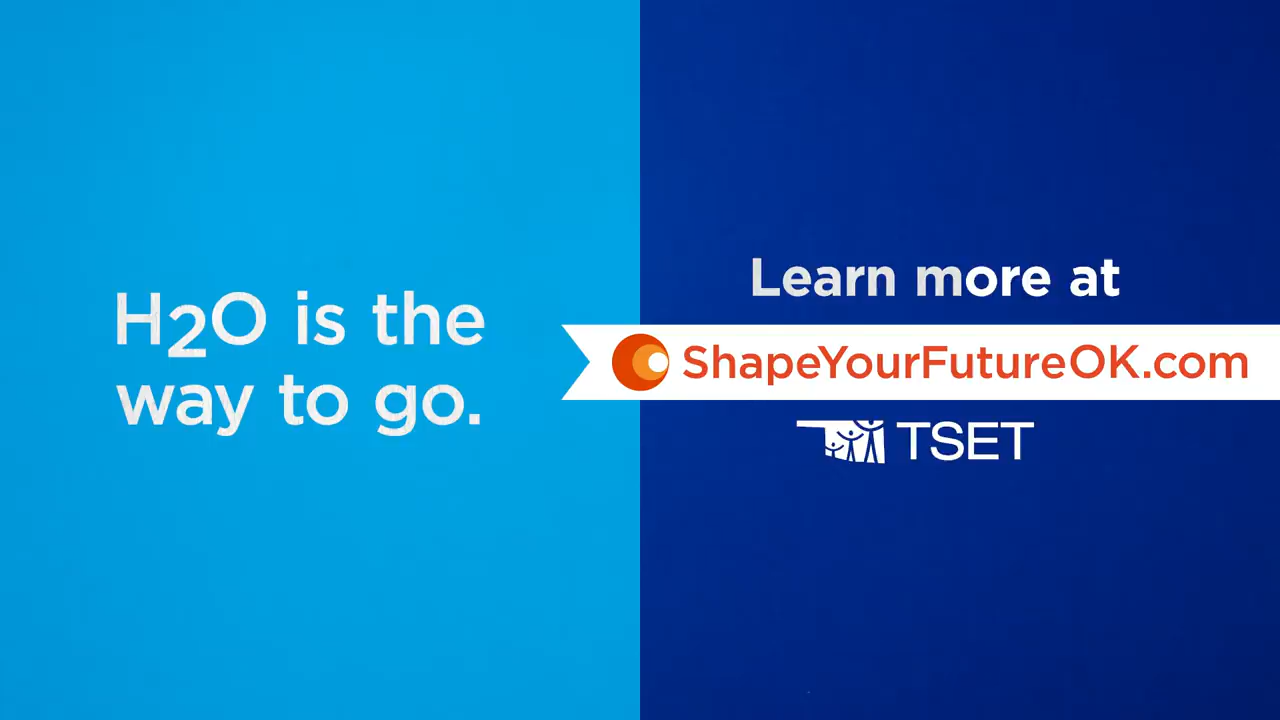 H2O is the
way to go.
Learn more at
ShapeYourFutureOK.com
TSET